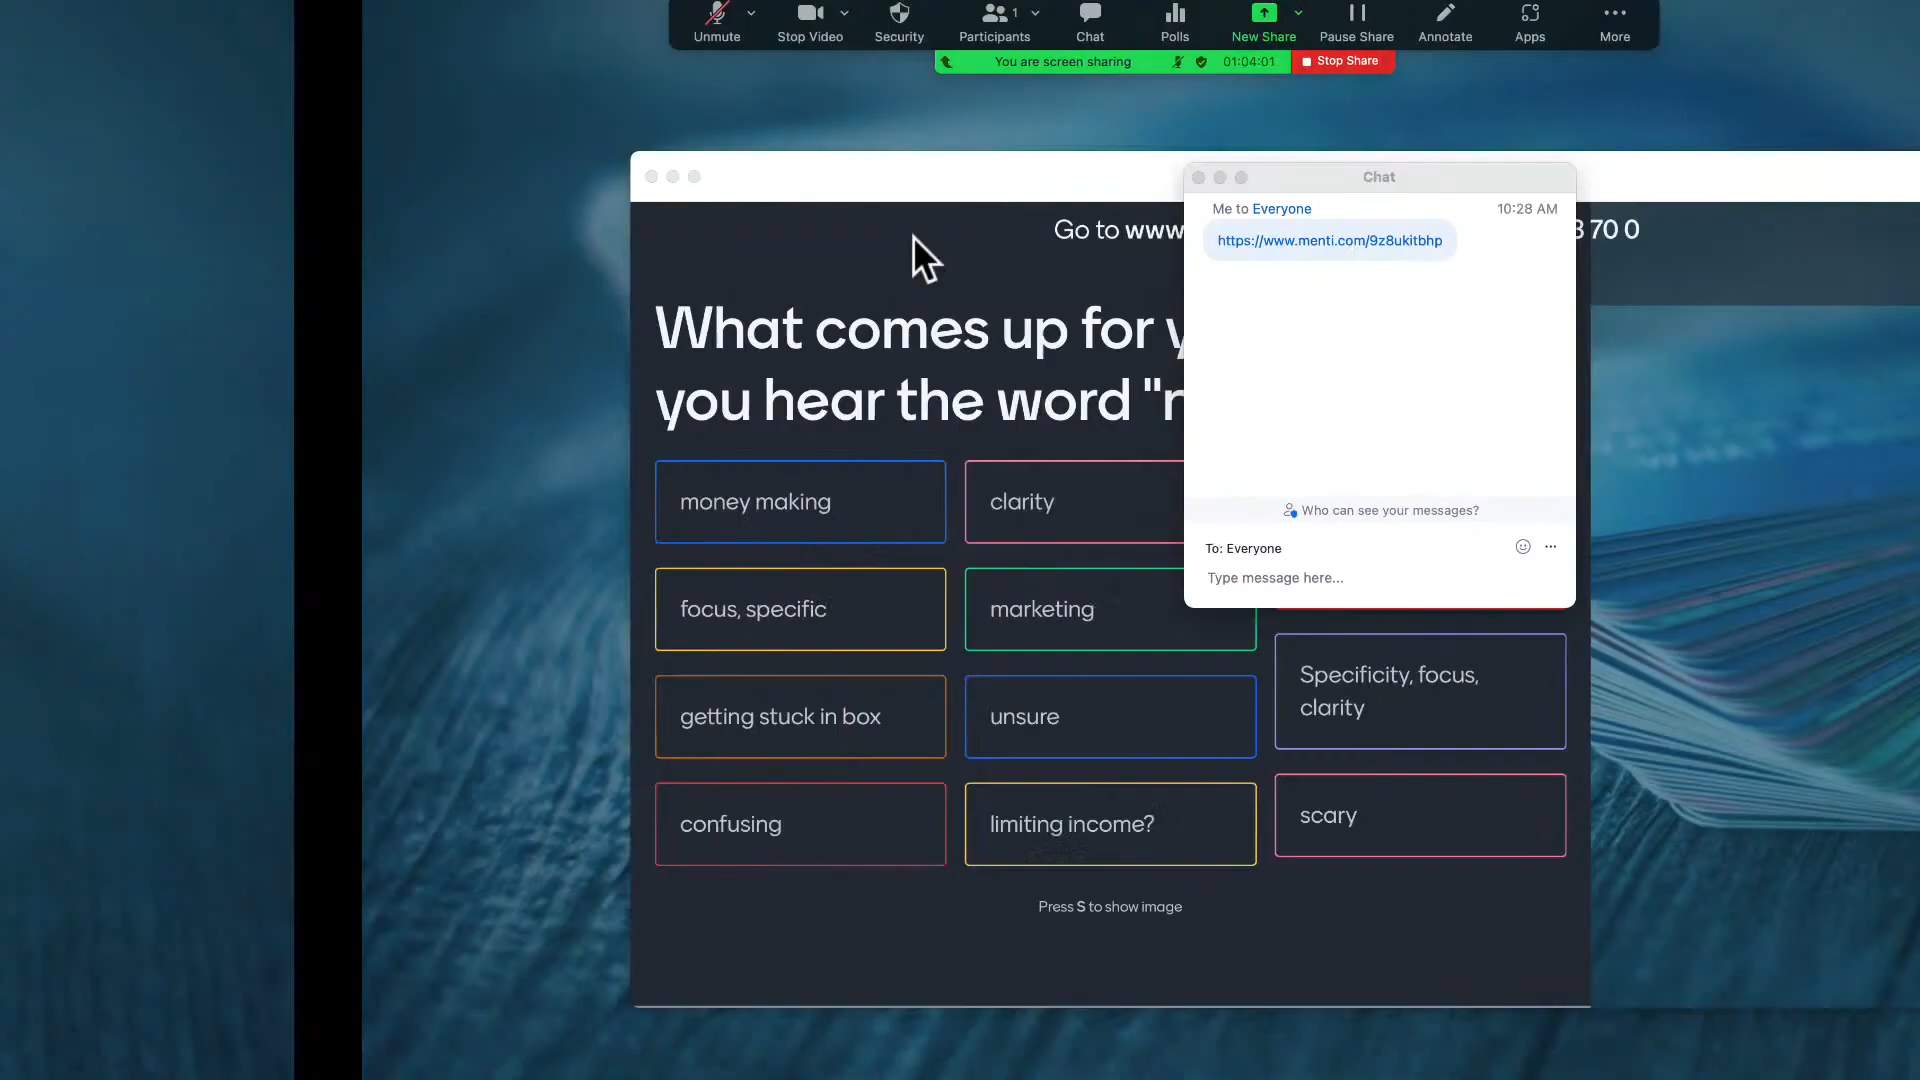 Unmute
Stop Video
Security
Participants
1
Chat
Polls
New Share
Pause Share
Annotate
Apps
More
You are screen sharing
01:04:01
Stop Share
Chat
Me to Everyone
10:28 AM
https://www.menti.com/9z8ukitbhp
Go to www
70 0
What comes up for
you hear the word "
money making
clarity
focus, specific
marketing
getting stuck in box
unsure
confusing
limiting income?
Specificity, focus,
clarity
scary
Who can see your messages?
To: Everyone
Type message here...
Press S to show image